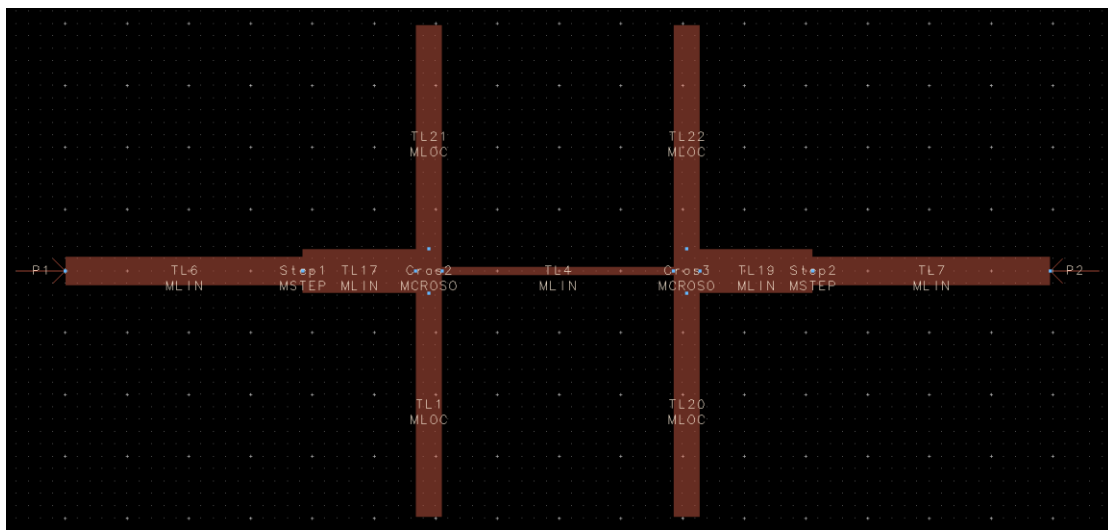 TL21
MLOC
TL22
MLOC
P1
TL6
MLIN
Step1
MSTEP
TL17
MLIN
Cros2
MCROSO
TL4
MLIN
Cros3
MCROSO
TL19
MLIN
Step2
MSTEP
TL7
MLIN
P2
TL1
MLOC
TL20
MLOC